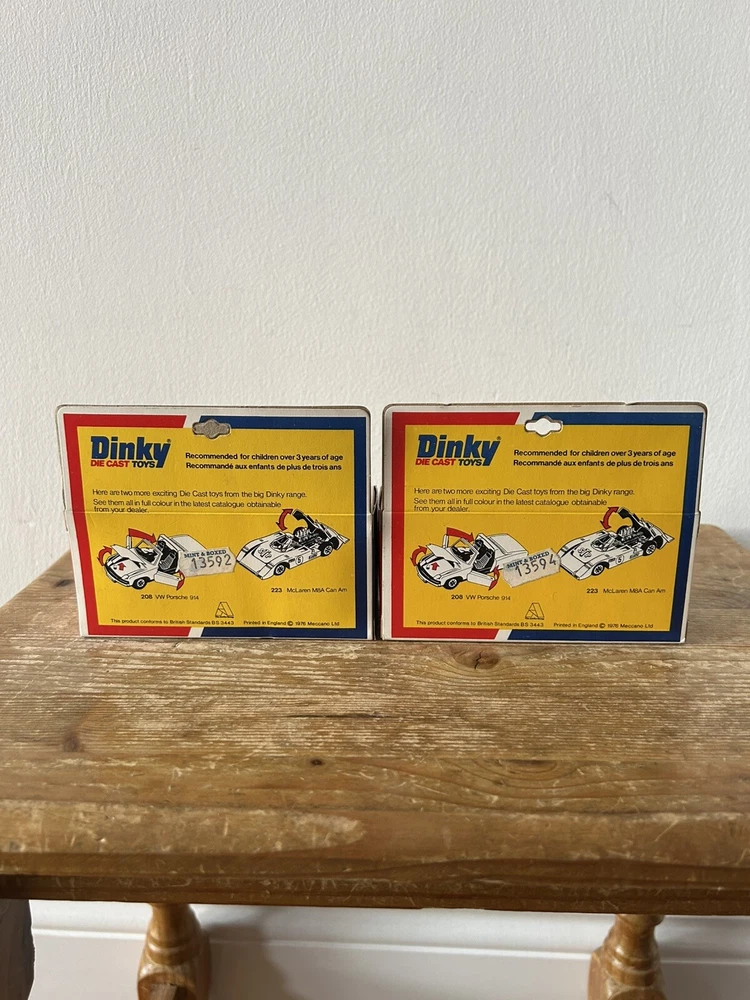 Dinky
DIE CAST TOYS
Recommended for children over 3 years of age
Recommandé aux enfants de plus de trois ans
Here are two more exciting Die Cast toys from the big Dinky range.
See them all in full colour in the latest catalogue obtainable
from your dealer.
MINT & BOXED
13592
208 VW Porsche 914
223 McLaren M8A Can Am
This product conforms to British Standards B.S 3443
Printed in England © 1976 Meccano Ltd
Dinky
DIE CAST TOYS
Recommended for children over 3 years of age
Recommandé aux enfants de plus de trois ans
Here are two more exciting Die Cast toys from the big Dinky range.
See them all in full colour in the latest catalogue obtainable
from your dealer.
MINT & BOXED
13594
208 VW Porsche 914
223 McLaren M8A Can Am
This product conforms to British Standards B.S 3443
Printed in England © 1976 Meccano Ltd